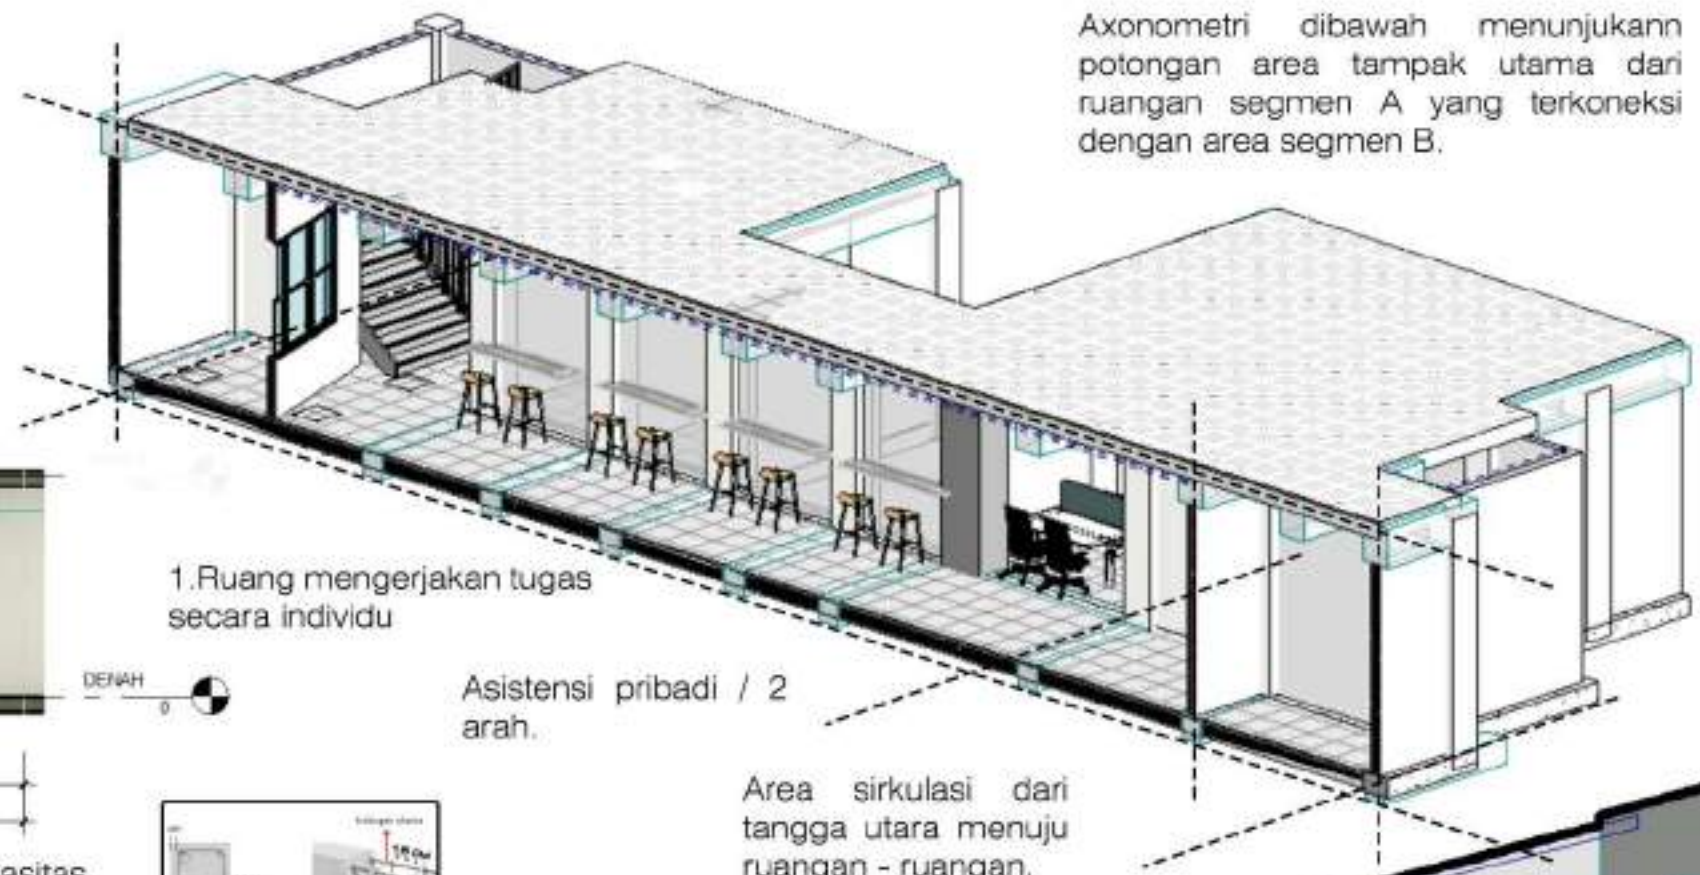 Axonometri dibawah menunjukann
potongan area tampak utama dari
ruangan segmen A yang terkoneksi
dengan area segmen B.
1.Ruang mengerjakan tugas
secara individu
DENAH
0
Asistensi pribadi / 2
arah.
Area sirkulasi dari
tangga utara menuju
ruangan - ruangan.